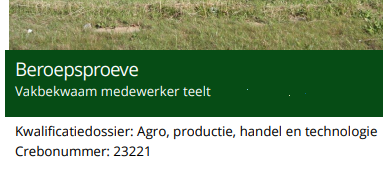 Beroepsproeve
Vakbekwaam medewerker teelt
Kwalificatiedossier: Agro, productie, handel en technologie
Crebonummer: 23221